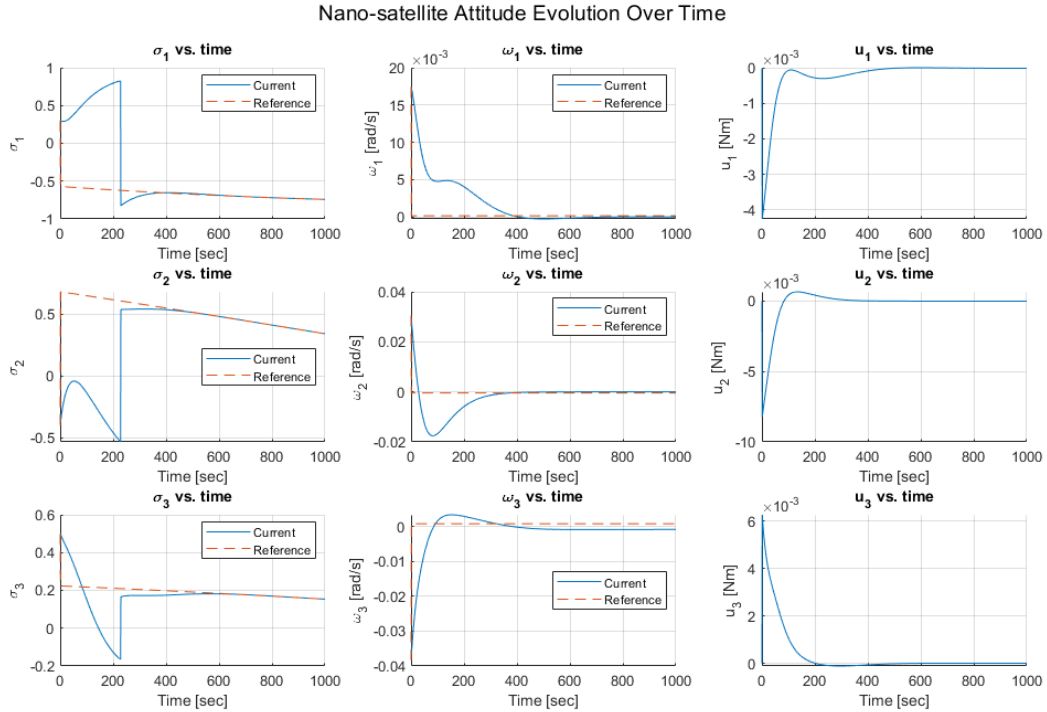 Nano-satellite Attitude Evolution Over Time
σ₁ vs. time
1
0.5
0
-0.5
-1
σ₁
0 200 400 600 800 1000
Time [sec]
Current
Reference
ω₁ vs. time
×10⁻³
20
15
10
5
0
ω₁ [rad/s]
0 200 400 600 800 1000
Time [sec]
Current
Reference
u₁ vs. time
×10⁻³
0
-1
-2
-3
-4
u₁ [Nm]
0 200 400 600 800 1000
Time [sec]
σ₂ vs. time
0.5
0
-0.5
σ₂
0 200 400 600 800 1000
Time [sec]
Current
Reference
ω₂ vs. time
0.04
0.02
0
-0.02
ω₂ [rad/s]
0 200 400 600 800 1000
Time [sec]
Current
Reference
u₂ vs. time
×10⁻³
0
-5
-10
u₂ [Nm]
0 200 400 600 800 1000
Time [sec]
σ₃ vs. time
0.6
0.4
0.2
0
-0.2
σ₃
0 200 400 600 800 1000
Time [sec]
Current
Reference
ω₃ vs. time
0
-0.01
-0.02
-0.03
-0.04
ω₃ [rad/s]
0 200 400 600 800 1000
Time [sec]
Current
Reference
u₃ vs. time
×10⁻³
6
4
2
0
u₃ [Nm]
0 200 400 600 800 1000
Time [sec]